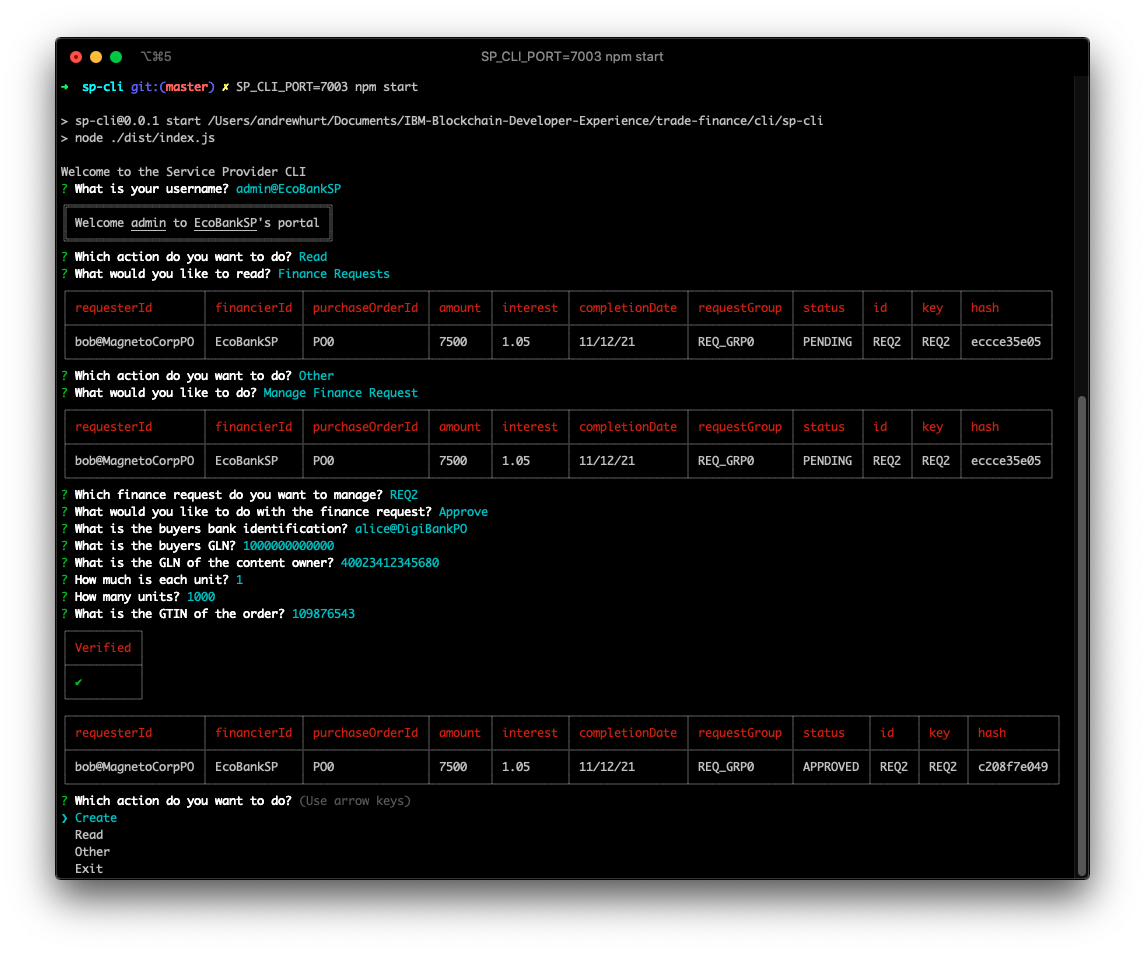 ⌥⌘5 SP_CLI_PORT=7003 npm start
➜ sp-cli git:(master) ✗ SP_CLI_PORT=7003 npm start
> sp-cli@0.0.1 start /Users/andrewhurt/Documents/IBM-Blockchain-Developer-Experience/trade-finance/cli/sp-cli
> node ./dist/index.js
Welcome to the Service Provider CLI
? What is your username? admin@EcoBankSP
Welcome admin to EcoBankSP's portal
? Which action do you want to do? Read
? What would you like to read? Finance Requests
requesterId financierId purchaseOrderId amount interest completionDate requestGroup status id key hash
bob@MagnetoCorpPO EcoBankSP PO0 7500 1.05 11/12/21 REQ_GRP0 PENDING REQ2 REQ2 eccce35e05
? Which action do you want to do? Other
? What would you like to do? Manage Finance Request
requesterId financierId purchaseOrderId amount interest completionDate requestGroup status id key hash
bob@MagnetoCorpPO EcoBankSP PO0 7500 1.05 11/12/21 REQ_GRP0 PENDING REQ2 REQ2 eccce35e05
? Which finance request do you want to manage? REQ2
? What would you like to do with the finance request? Approve
? What is the buyers bank identification? alice@DigiBankPO
? What is the buyers GLN? 1000000000000
? What is the GLN of the content owner? 40023412345680
? How much is each unit? 1
? How many units? 1000
? What is the GTIN of the order? 109876543
Verified
✔
requesterId financierId purchaseOrderId amount interest completionDate requestGroup status id key hash
bob@MagnetoCorpPO EcoBankSP PO0 7500 1.05 11/12/21 REQ_GRP0 APPROVED REQ2 REQ2 c208f7e049
? Which action do you want to do? (Use arrow keys)
❯ Create
Read
Other
Exit